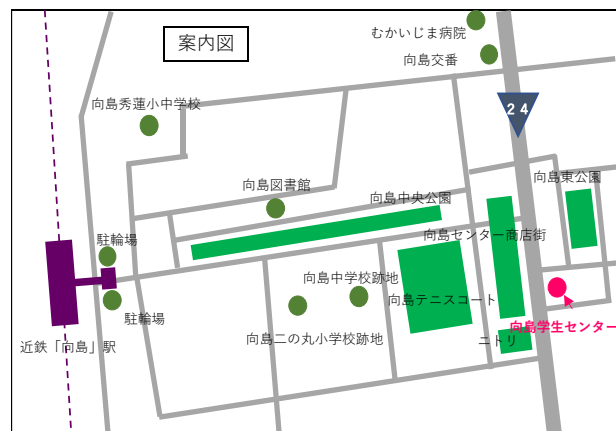 案内図
むかいじま病院
向島交番
24
向島秀蓮小中学校
向島図書館
向島中央公園
向島東公園
向島センター商店街
駐輪場
向島中学校跡地
向島テニスコート
駐輪場
向島学生センター
向島二の丸小学校跡地
ニトリ
近鉄「向島」駅